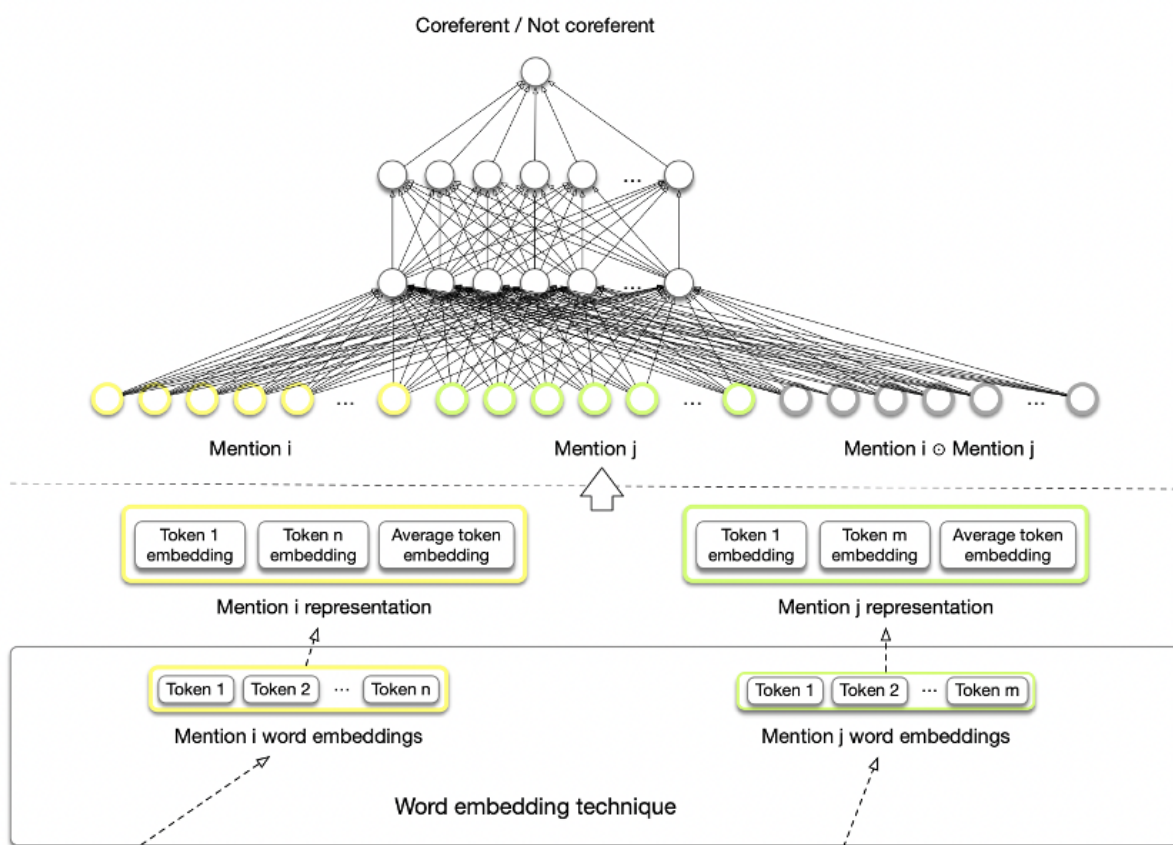 Coreferent / Not coreferent
...
...
... ... ...
Mention i Mention j Mention i ⊙ Mention j
Token 1 embedding Token n embedding Average token embedding
Token 1 embedding Token m embedding Average token embedding
Mention i representation Mention j representation
Token 1 Token 2 ... Token n
Token 1 Token 2 ... Token m
Mention i word embeddings Mention j word embeddings
Word embedding technique